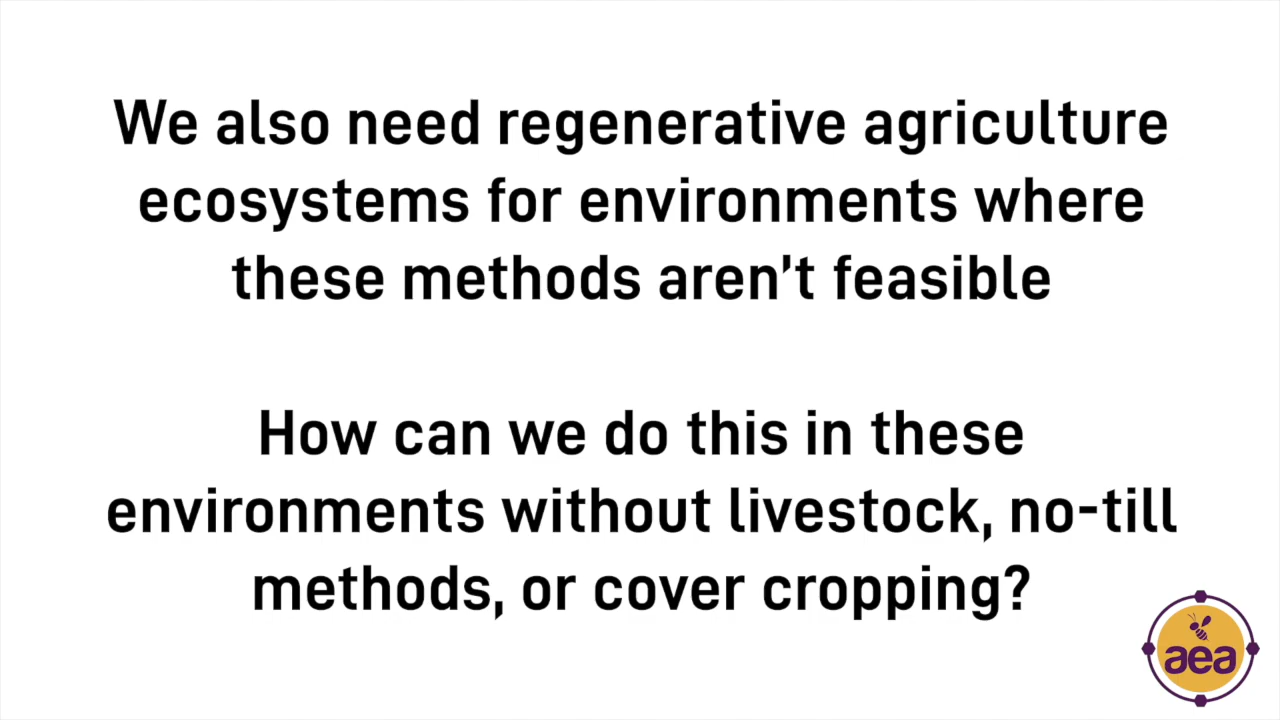 We also need regenerative agriculture
ecosystems for environments where
these methods aren't feasible
How can we do this in these
environments without livestock, no-till
methods, or cover cropping?
aea